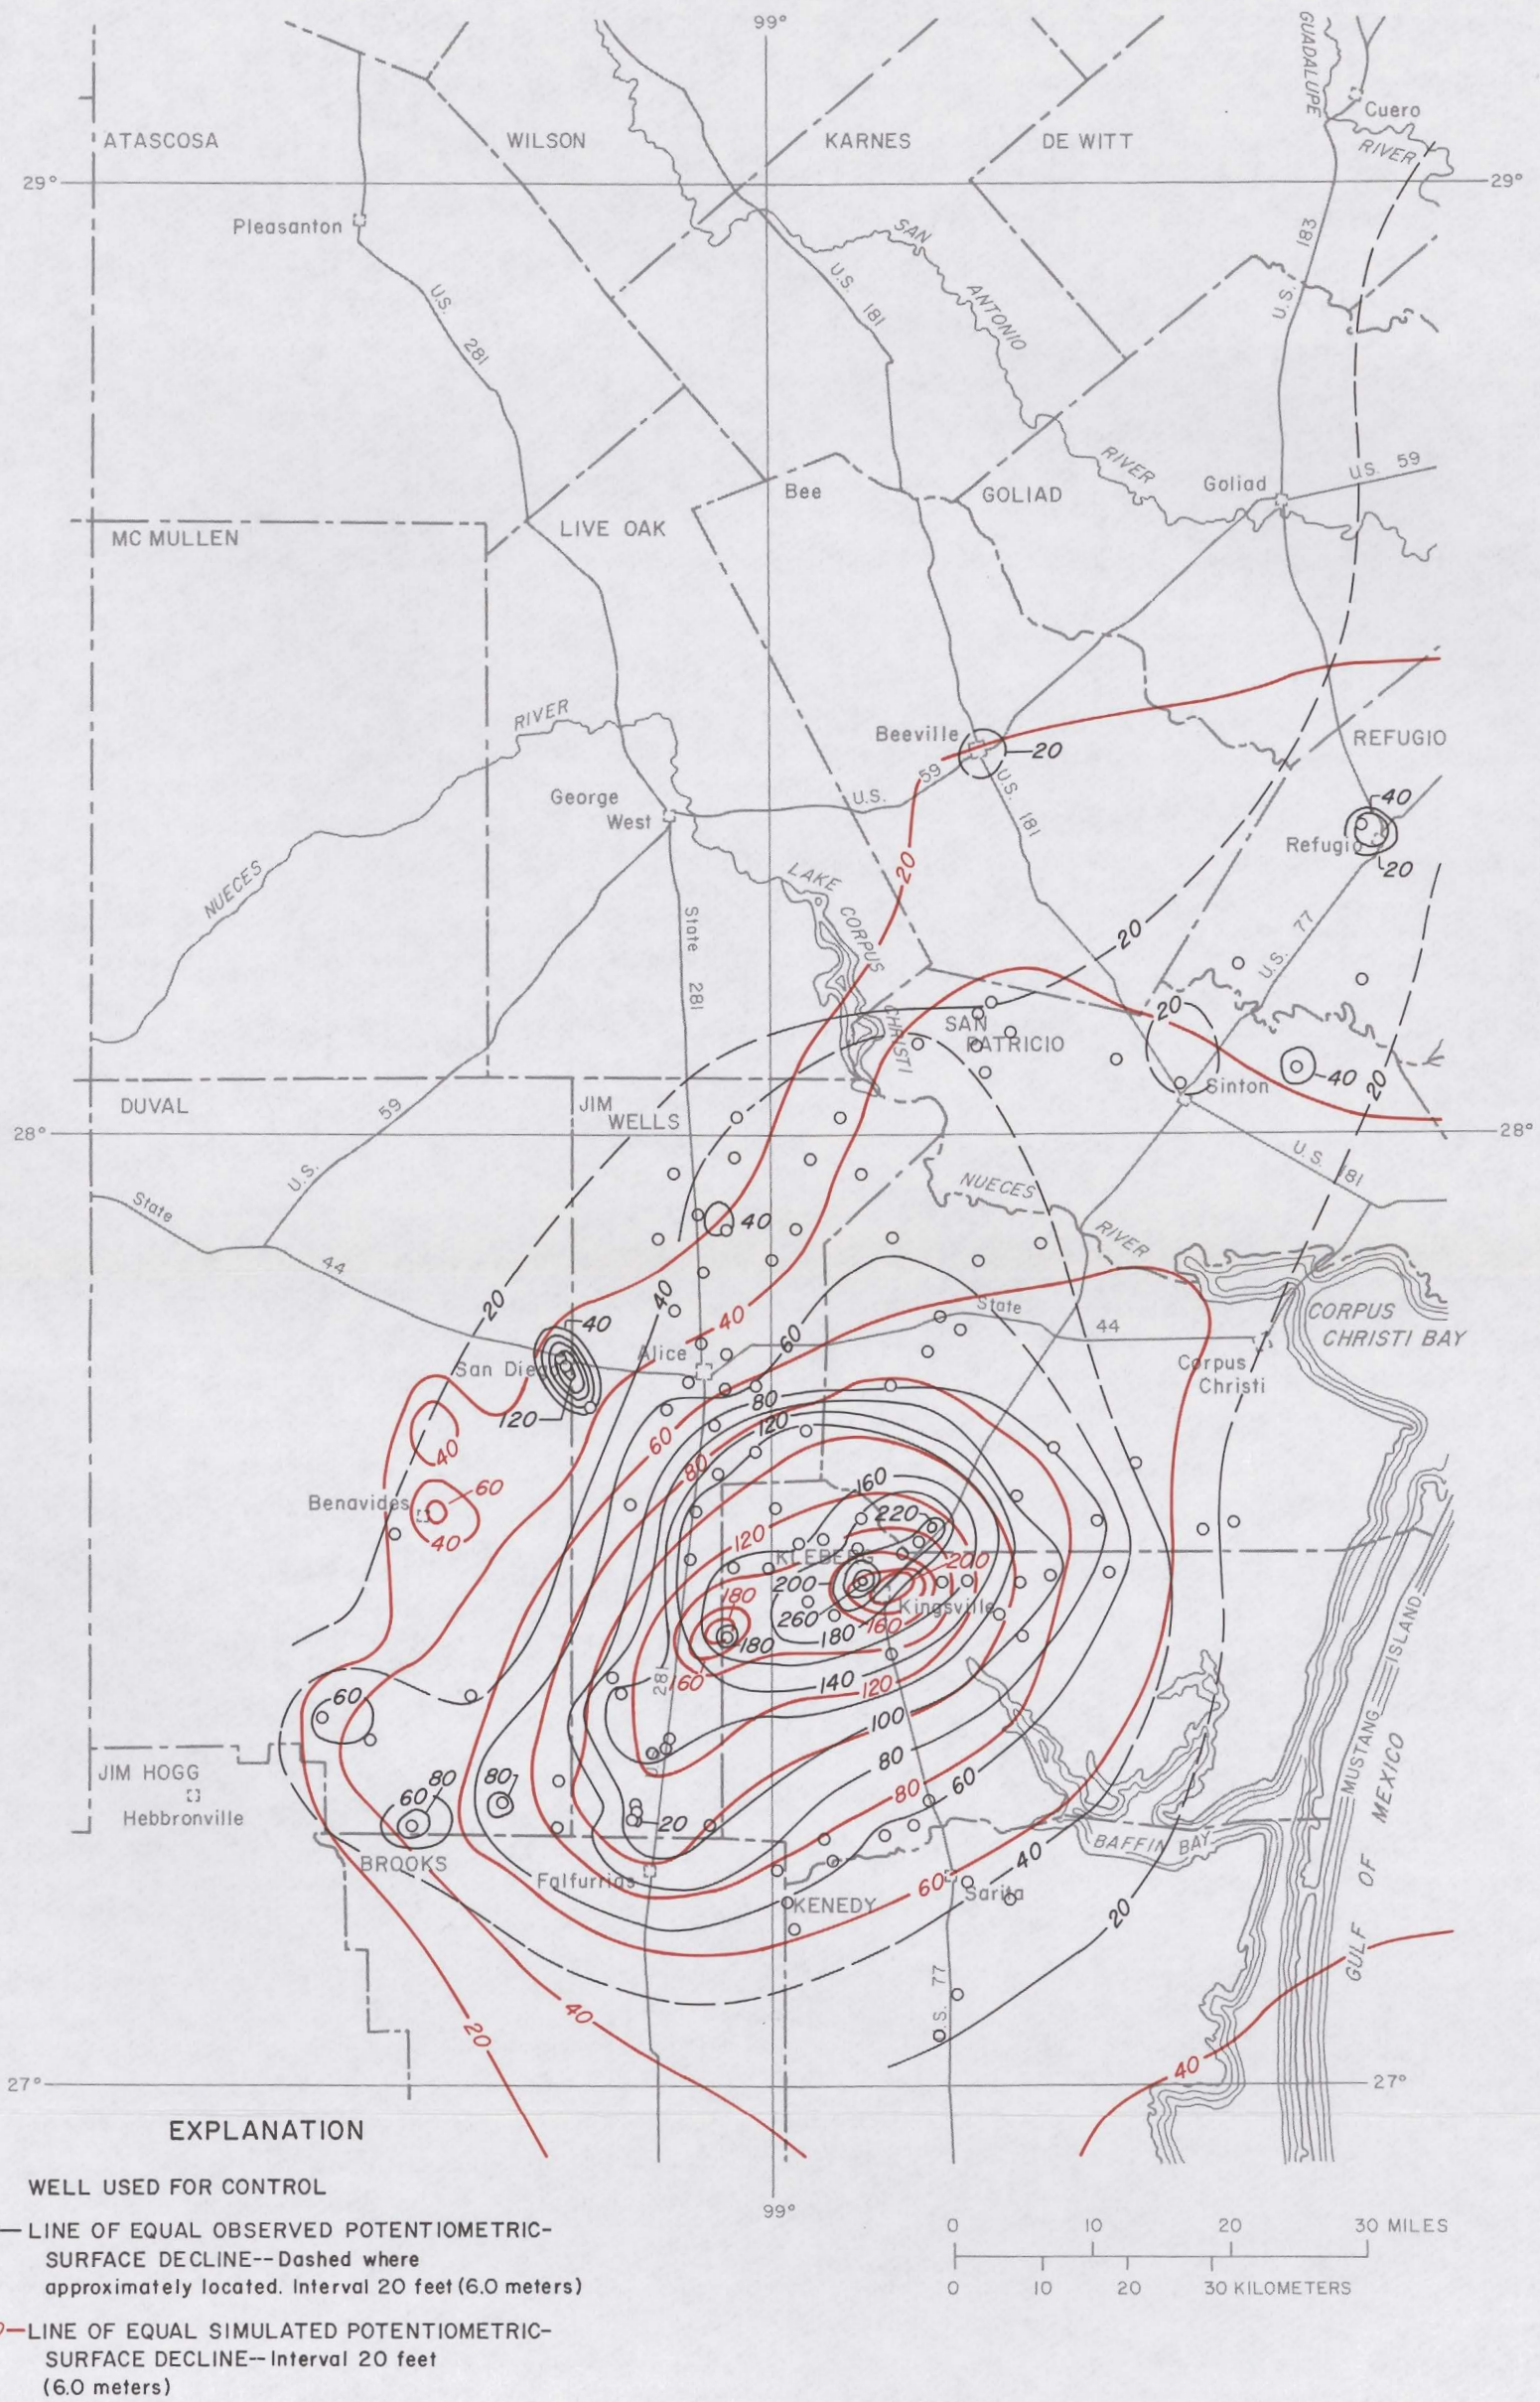 99°
GUADALUPE
Cuero
RIVER
ATASCOSA
WILSON
KARNES
DE WITT
29°
29°
Pleasanton
SAN
ANTONIO
RIVER
U.S. 183
U.S. 281
U.S. 181
U.S. 59
Goliad
Bee
GOLIAD
LIVE OAK
MC MULLEN
RIVER
NUECES
Beeville
20
REFUGIO
59
U.S.
U.S. 181
George
West
40
Refugio
20
20
LAKE
CORPUS
CHRISTI
State 281
U.S. 77
20
20
SAN
PATRICIO
40
Sinton
20
DUVAL
JIM
WELLS
59
U.S.
28°
28°
U.S. 181
State
44
NUECES
RIVER
40
20
40
40
40
60
State
44
CORPUS
CHRISTI BAY
Alice
San Diego
Corpus
Christi
120
80
120
60
80
40
60
40
Benavides
160
220
120
KLEBERG
200
200
Kingsville
180
260
180
160
180
281
160
140
120
100
60
80
80
60
MUSTANG ISLAND
GULF OF MEXICO
JIM HOGG
Hebbronville
60
80
80
20
BAFFIN BAY
BROOKS
Falfurrias
40
60
Sarita
KENEDY
20
U.S. 77
40
20
40
27°
27°
99°
EXPLANATION
WELL USED FOR CONTROL
LINE OF EQUAL OBSERVED POTENTIOMETRIC-
SURFACE DECLINE--Dashed where
approximately located. Interval 20 feet (6.0 meters)
LINE OF EQUAL SIMULATED POTENTIOMETRIC-
SURFACE DECLINE--Interval 20 feet
(6.0 meters)
0 10 20 30 MILES
0 10 20 30 KILOMETERS